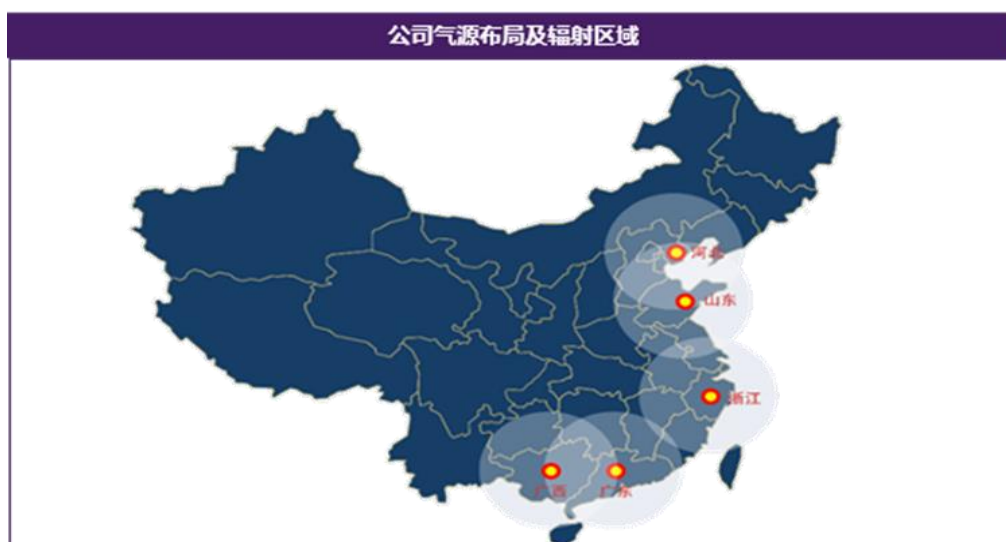 公司气源布局及辐射区域
河北
山东
浙江
广西
广东